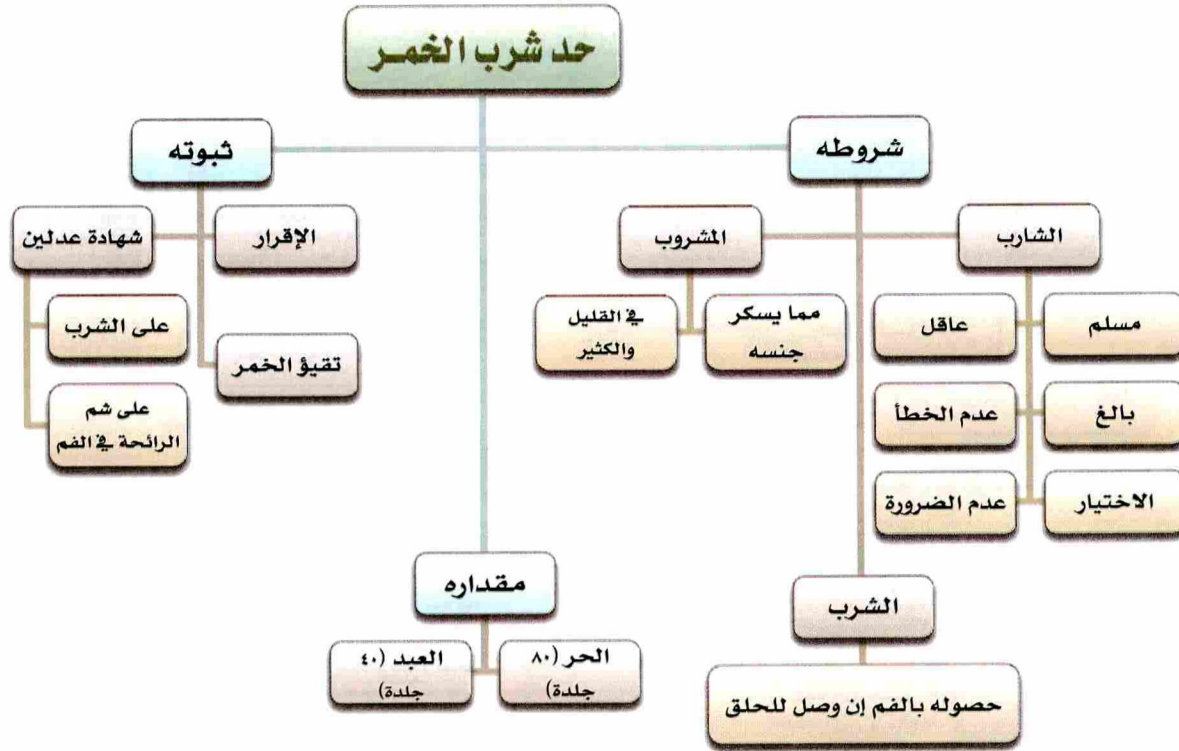 حد شرب الخمر
شروطه
ثبوته
الشارب
المشروب
الإقرار
شهادة عدلين
مسلم
عاقل
مما يسكر
جنسه
في القليل
والكثير
على الشرب
بالغ
عدم الخطأ
تقيؤ الخمر
على شم
الرائحة في الفم
الاختيار
عدم الضرورة
مقداره
الشرب
الحر (٨٠
جلدة)
العبد (٤٠
جلدة)
حصوله بالفم إن وصل للحلق